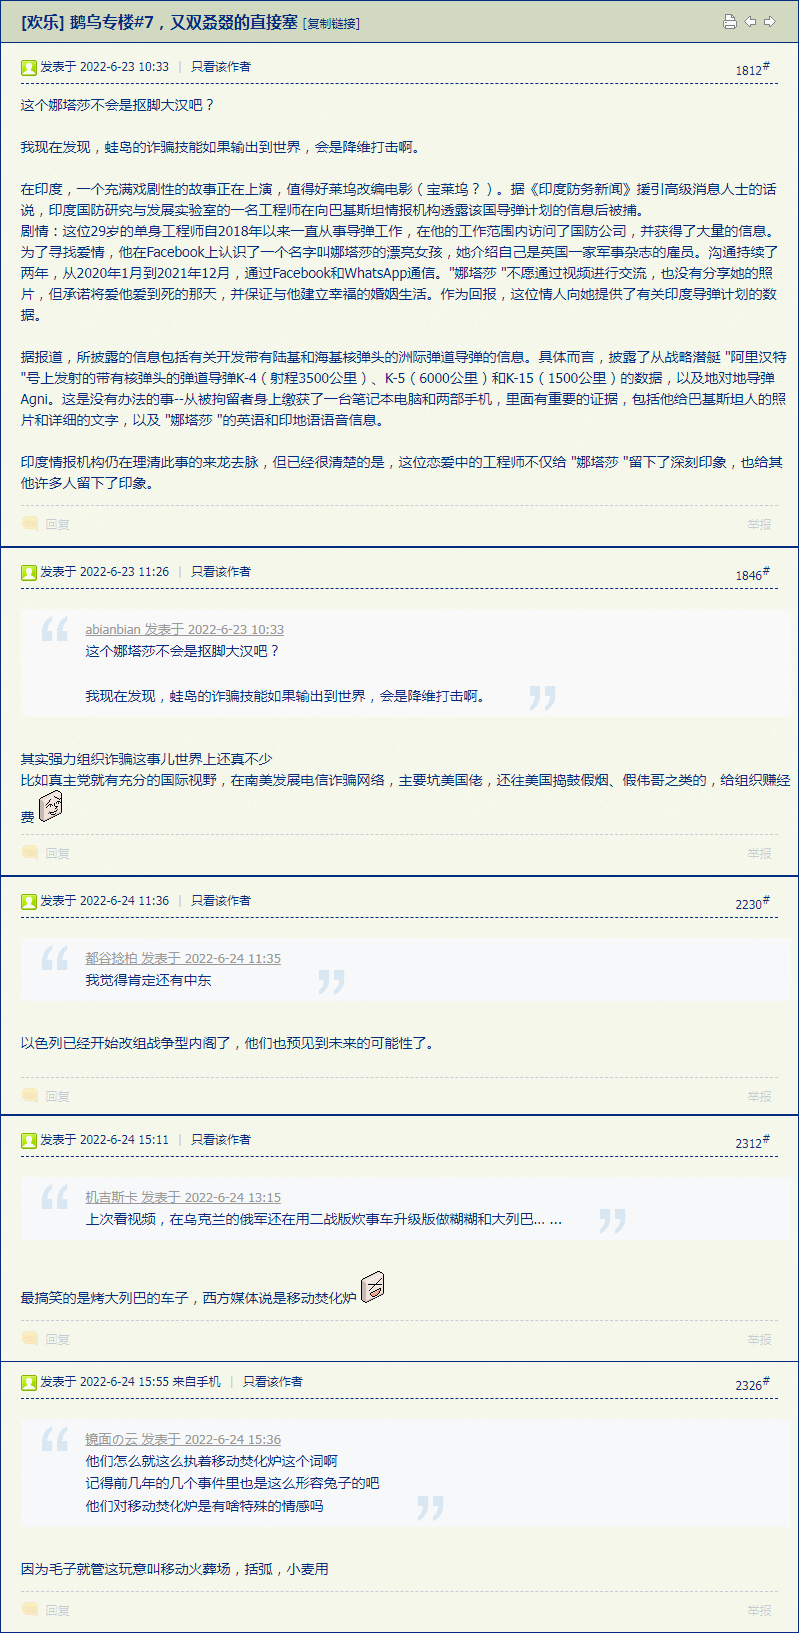 [欢乐] 鹅乌专楼#7，又双叒叕的直接塞 [复制链接]
发表于 2022-6-23 10:33 | 只看该作者
1812#
这个娜塔莎不会是抠脚大汉吧？
我现在发现，蛙岛的诈骗技能如果输出到世界，会是降维打击啊。
在印度，一个充满戏剧性的故事正在上演，值得好莱坞改编电影（宝莱坞？）。据《印度防务新闻》援引高级消息人士的话
说，印度国防研究与发展实验室的一名工程师在向巴基斯坦情报机构透露该国导弹计划的信息后被捕。
剧情：这位29岁的单身工程师自2018年以来一直从事导弹工作，在他的工作范围内访问了国防公司，并获得了大量的信息。
为了寻找爱情，他在Facebook上认识了一个名字叫娜塔莎的漂亮女孩，她介绍自己是英国一家军事杂志的雇员。沟通持续了
两年，从2020年1月到2021年12月，通过Facebook和WhatsApp通信。"娜塔莎 "不愿通过视频进行交流，也没有分享她的照
片，但承诺将爱他爱到死的那天，并保证与他建立幸福的婚姻生活。作为回报，这位情人向她提供了有关印度导弹计划的数
据。
据报道，所披露的信息包括有关开发带有陆基和海基核弹头的洲际弹道导弹的信息。具体而言，披露了从战略潜艇 "阿里汉特
"号上发射的带有核弹头的弹道导弹K-4（射程3500公里）、K-5（6000公里）和K-15（1500公里）的数据，以及地对地导弹
Agni。这是没有办法的事--从被拘留者身上缴获了一台笔记本电脑和两部手机，里面有重要的证据，包括他给巴基斯坦人的照
片和详细的文字，以及 "娜塔莎 "的英语和印地语语音信息。
印度情报机构仍在理清此事的来龙去脉，但已经很清楚的是，这位恋爱中的工程师不仅给 "娜塔莎 "留下了深刻印象，也给其
他许多人留下了印象。
回复
举报
发表于 2022-6-23 11:26 | 只看该作者
1846#
abianbian 发表于 2022-6-23 10:33
这个娜塔莎不会是抠脚大汉吧？
我现在发现，蛙岛的诈骗技能如果输出到世界，会是降维打击啊。
其实强力组织诈骗这事儿世界上还真不少
比如真主党就有充分的国际视野，在南美发展电信诈骗网络，主要坑美国佬，还往美国捣鼓假烟、假伟哥之类的，给组织赚经
费
回复
举报
发表于 2022-6-24 11:36 | 只看该作者
2230#
都谷捻柏 发表于 2022-6-24 11:35
我觉得肯定还有中东
以色列已经开始改组战争型内阁了，他们也预见到未来的可能性了。
回复
举报
发表于 2022-6-24 15:11 | 只看该作者
2312#
机吉斯卡 发表于 2022-6-24 13:15
上次看视频，在乌克兰的俄军还在用二战版炊事车升级版做糊糊和大列巴... ...
最搞笑的是烤大列巴的车子，西方媒体说是移动焚化炉
回复
举报
发表于 2022-6-24 15:55 来自手机 | 只看该作者
2326#
镜面の云 发表于 2022-6-24 15:36
他们怎么就这么执着移动焚化炉这个词啊
记得前几年的几个事件里也是这么形容兔子的吧
他们对移动焚化炉是有啥特殊的情感吗
因为毛子就管这玩意叫移动火葬场，括弧，小麦用
回复
举报